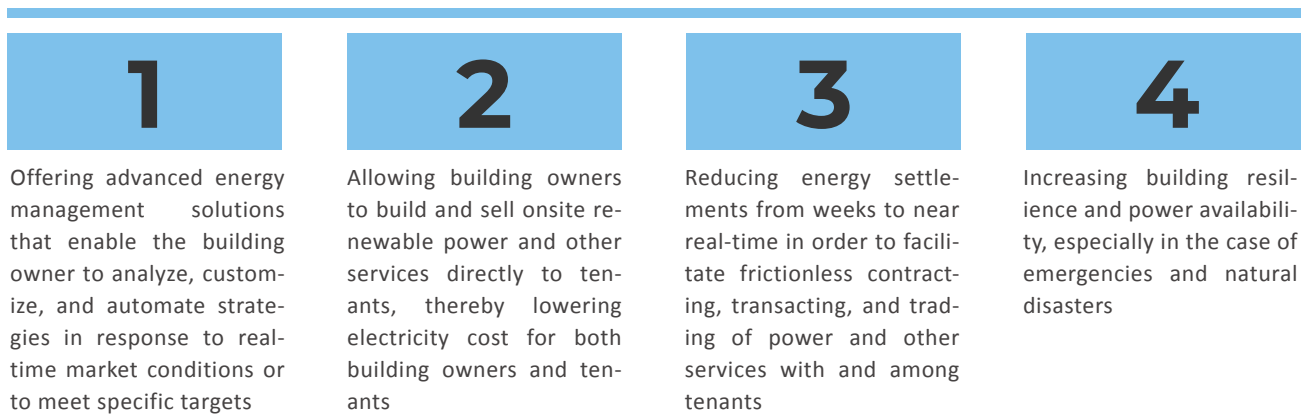 1
Offering advanced energy
management solutions
that enable the building
owner to analyze, custom-
ize, and automate strate-
gies in response to real-
time market conditions or
to meet specific targets
2
Allowing building owners
to build and sell onsite re-
newable power and other
services directly to ten-
ants, thereby lowering
electricity cost for both
building owners and ten-
ants
3
Reducing energy settle-
ments from weeks to near
real-time in order to facili-
tate frictionless contract-
ing, transacting, and trad-
ing of power and other
services with and among
tenants
4
Increasing building resil-
ience and power availabili-
ty, especially in the case of
emergencies and natural
disasters